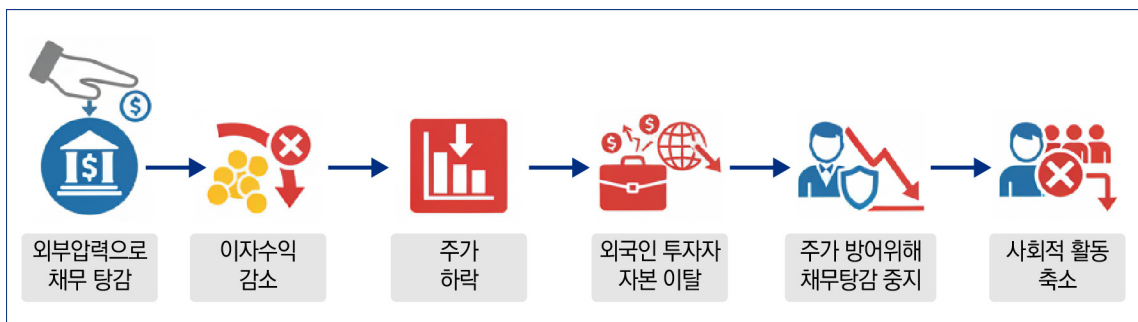 $
$
외부압력으로
채무 탕감
이자수익
감소
주가
하락
$
$
외국인 투자자
자본 이탈
주가 방어위해
채무탕감 중지
사회적 활동
축소